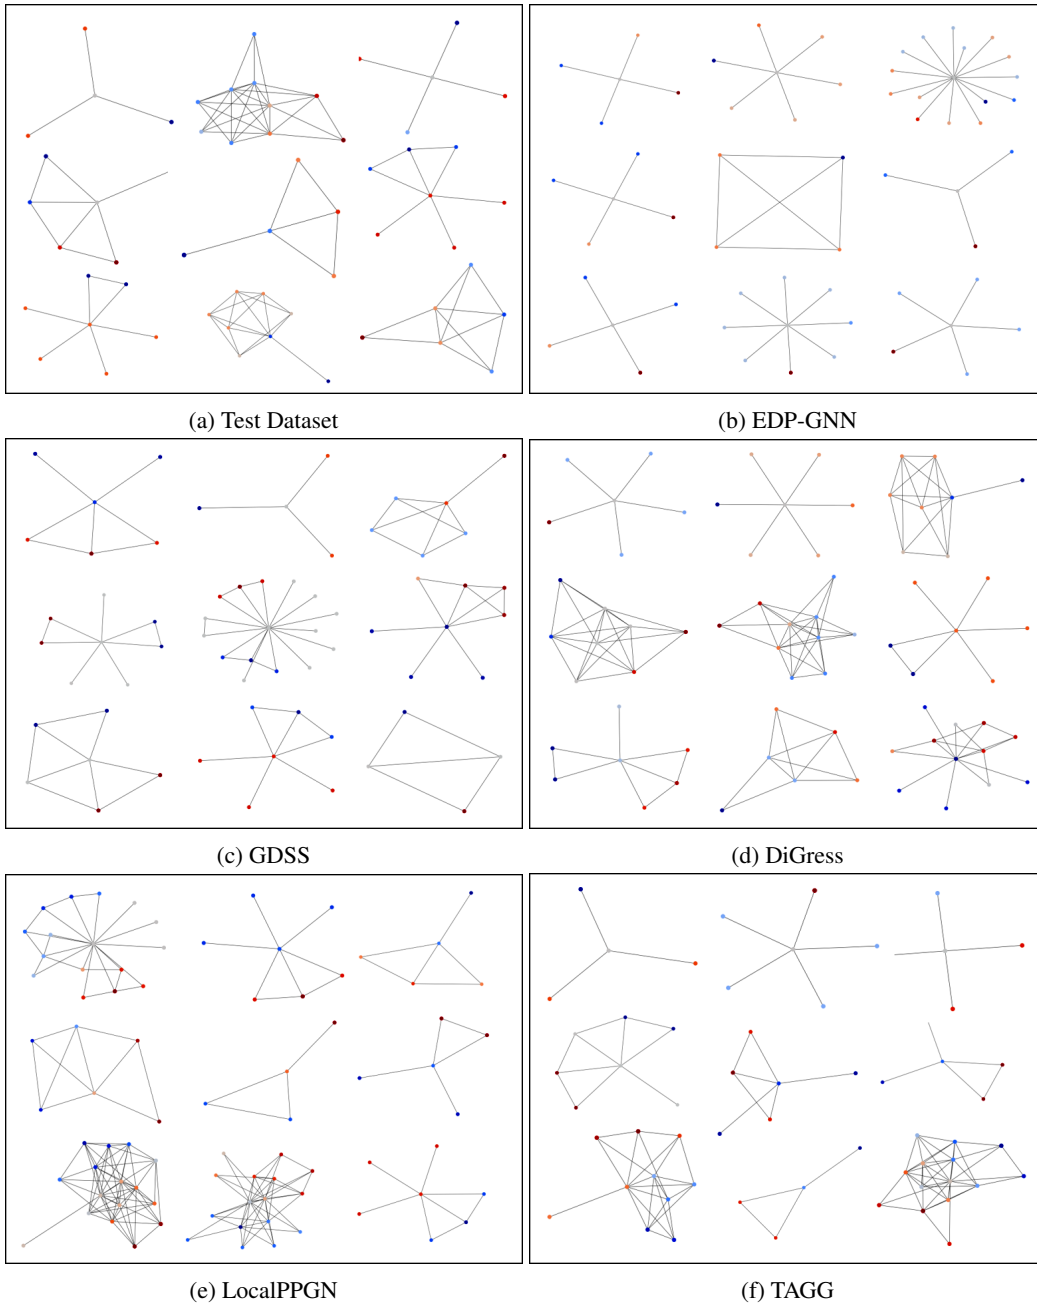 (a) Test Dataset
(b) EDP-GNN
(c) GDSS
(d) DiGress
(e) LocalPPGN
(f) TAGG